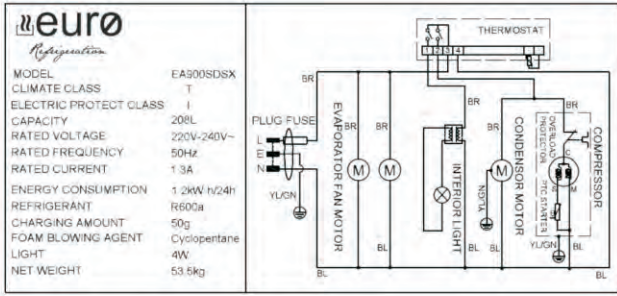 eurø
Refrigeration
MODEL EA900SDSX
CLIMATE CLASS T
ELECTRIC PROTECT CLASS I
CAPACITY 208L
RATED VOLTAGE 220V-240V~
RATED FREQUENCY 50Hz
RATED CURRENT 1.3A
ENERGY CONSUMPTION 1.2kW·h/24h
REFRIGERANT R600a
CHARGING AMOUNT 50g
FOAM BLOWING AGENT Cyclopentane
LIGHT 4W
NET WEIGHT 53.5kg
THERMOSTAT
1 2 3 4
BR
BR
BR
BR
BR
BR
PLUG FUSE
L
E
N
YL/GN
EVAPORATOR FAN MOTOR
M
M
INTERIOR LIGHT
CONDENSOR MOTOR
M
YL/GN
OVERLOAD PROTECTOR
PTC STARTER
COMPRESSOR
C
S
M
YL/GN
BL
BL
BL
BL
BL
BL
BL